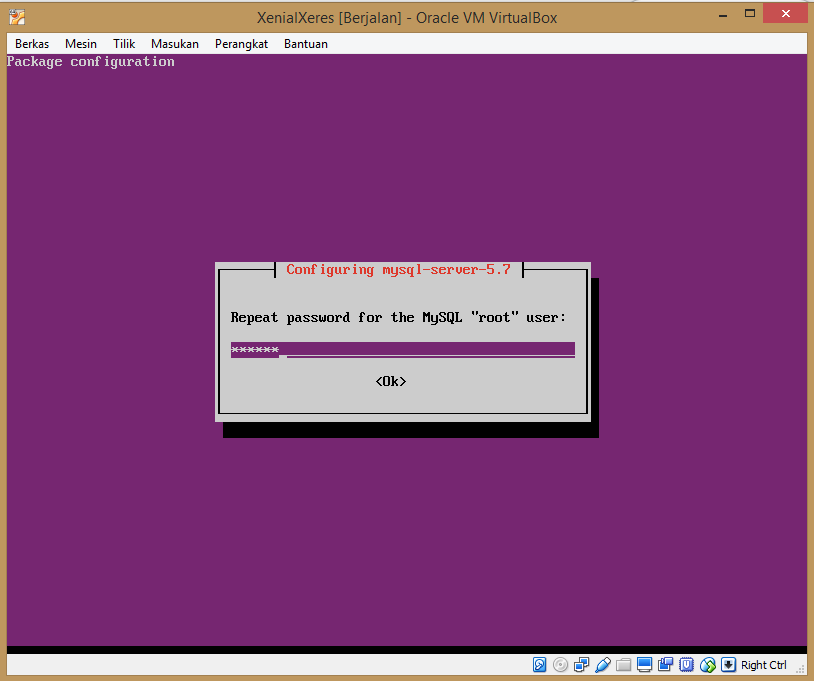 XenialXeres [Berjalan] - Oracle VM VirtualBox
Berkas Mesin Tilik Masukan Perangkat Bantuan
Package configuration
Configuring mysql-server-5.7
Repeat password for the MySQL "root" user:
******
<Ok>
Right Ctrl